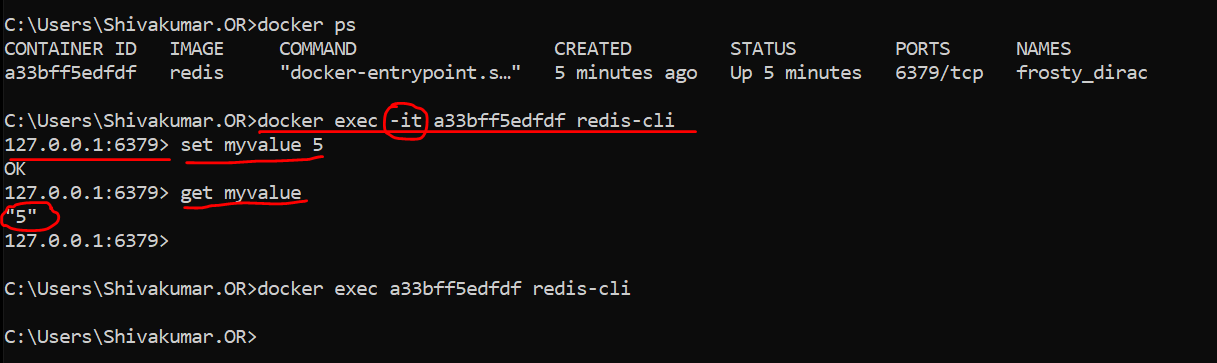 C:\Users\Shivakumar.OR>docker ps
CONTAINER ID   IMAGE     COMMAND                  CREATED         STATUS         PORTS      NAMES
a33bff5edfdf   redis     "docker-entrypoint.s…"   5 minutes ago   Up 5 minutes   6379/tcp   frosty_dirac
C:\Users\Shivakumar.OR>docker exec -it a33bff5edfdf redis-cli
127.0.0.1:6379> set myvalue 5
OK
127.0.0.1:6379> get myvalue
"5"
127.0.0.1:6379>
C:\Users\Shivakumar.OR>docker exec a33bff5edfdf redis-cli
C:\Users\Shivakumar.OR>